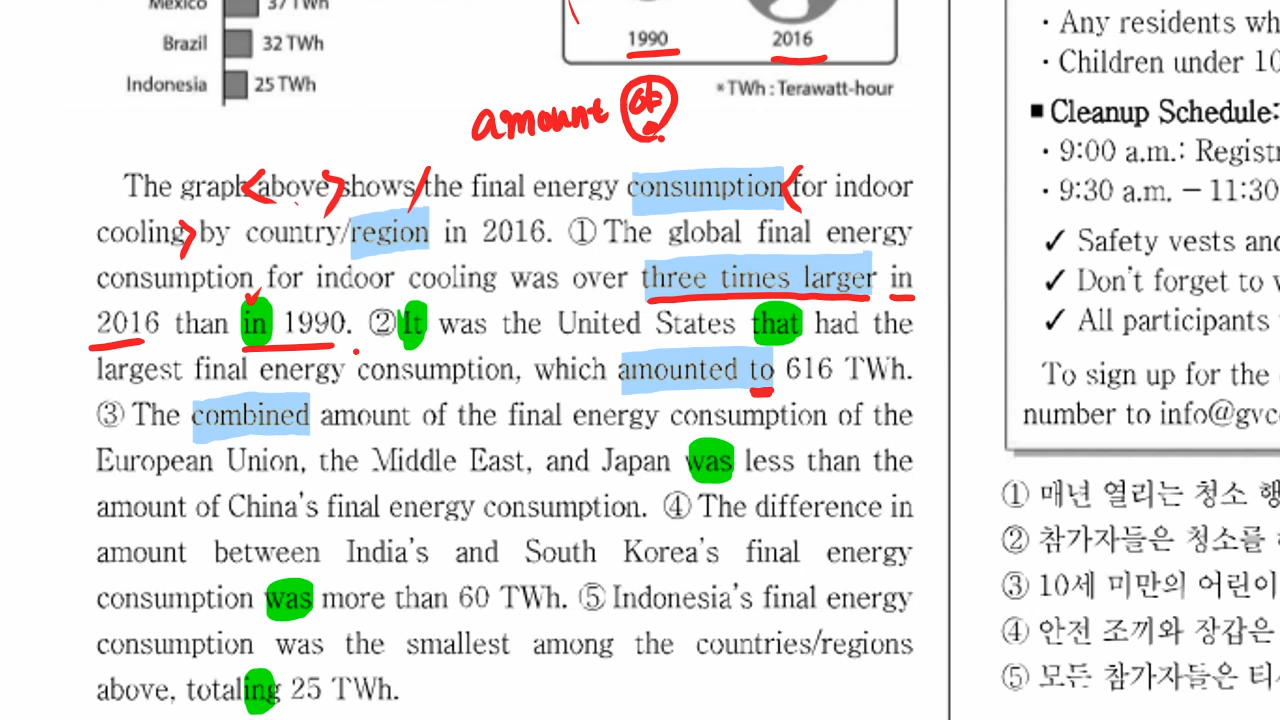 Mexico 37 TWh
Brazil 32 TWh
Indonesia 25 TWh
1990 2016
* TWh : Terawatt-hour
amount of
The graph above shows the final energy consumption for indoor
cooling by country/region in 2016. ① The global final energy
consumption for indoor cooling was over three times larger in
2016 than in 1990. ② It was the United States that had the
largest final energy consumption, which amounted to 616 TWh.
③ The combined amount of the final energy consumption of the
European Union, the Middle East, and Japan was less than the
amount of China's final energy consumption. ④ The difference in
amount between India's and South Korea's final energy
consumption was more than 60 TWh. ⑤ Indonesia's final energy
consumption was the smallest among the countries/regions
above, totaling 25 TWh.
· Any residents wh
· Children under 10
■ Cleanup Schedule:
· 9:00 a.m.: Regist
· 9:30 a.m. - 11:30
✓ Safety vests and
✓ Don't forget to
✓ All participants
To sign up for the
number to info@gvc
① 매년 열리는 청소
② 참가자들은 청소를
③ 10세 미만의 어린이
④ 안전 조끼와 장갑은
⑤ 모든 참가자들은